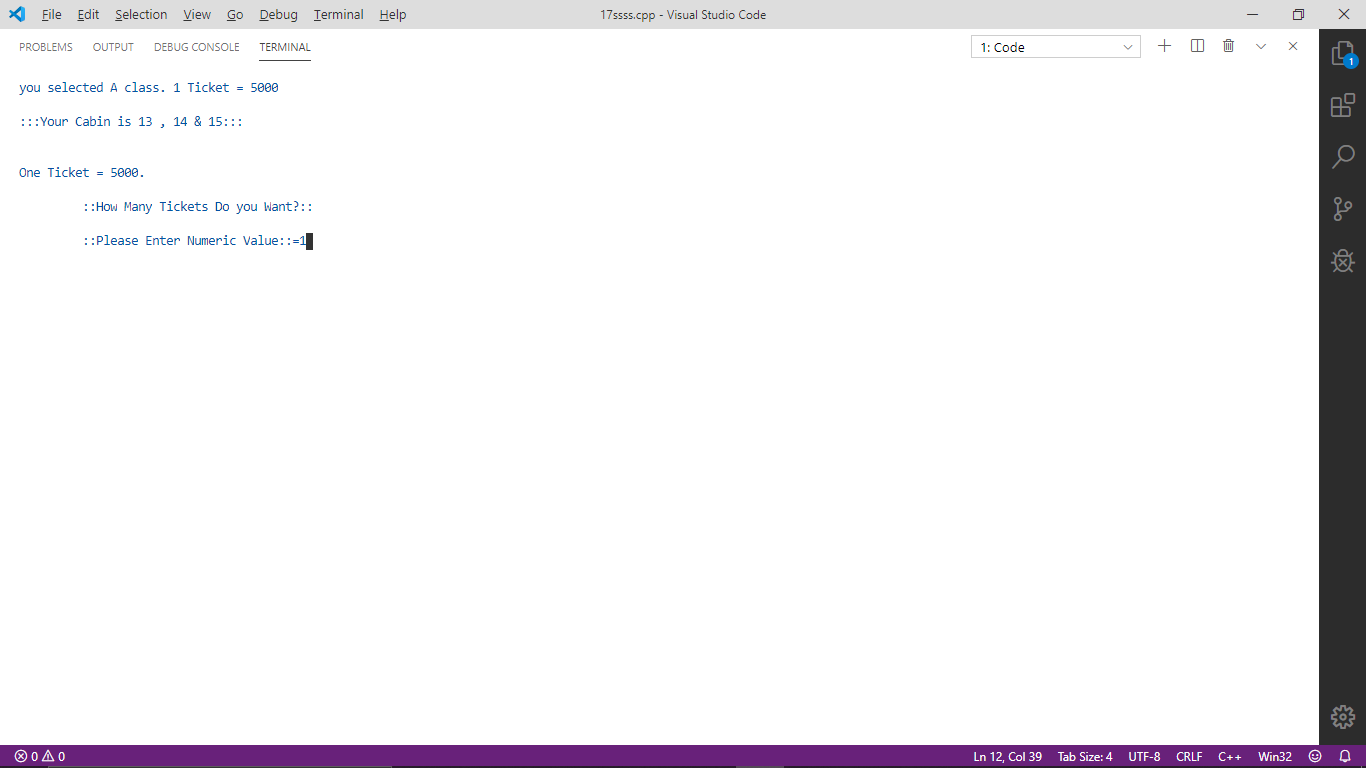 File Edit Selection View Go Debug Terminal Help 17ssss.cpp - Visual Studio Code
PROBLEMS OUTPUT DEBUG CONSOLE TERMINAL 1: Code
1
you selected A class. 1 Ticket = 5000
:::Your Cabin is 13 , 14 & 15:::
One Ticket = 5000.
::How Many Tickets Do you Want?::
::Please Enter Numeric Value::=1
0 0 Ln 12, Col 39 Tab Size: 4 UTF-8 CRLF C++ Win32